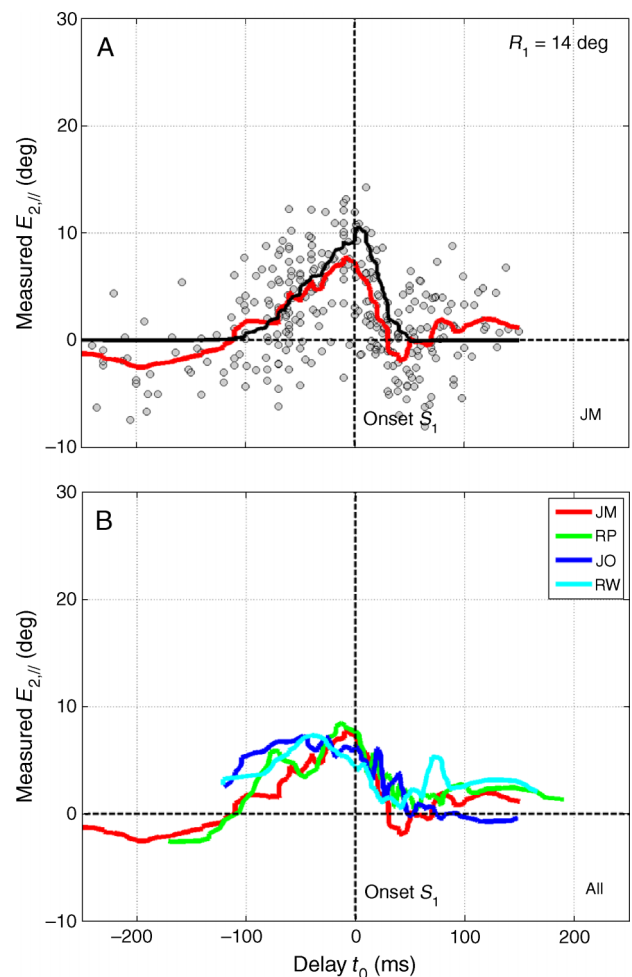 A
R1 = 14 deg
30
20
10
0
−10
Measured E2,// (deg)
Onset S1
JM
B
JM
RP
JO
RW
30
20
10
0
−10
Measured E2,// (deg)
Onset S1
All
−200 −100 0 100 200
Delay t0 (ms)